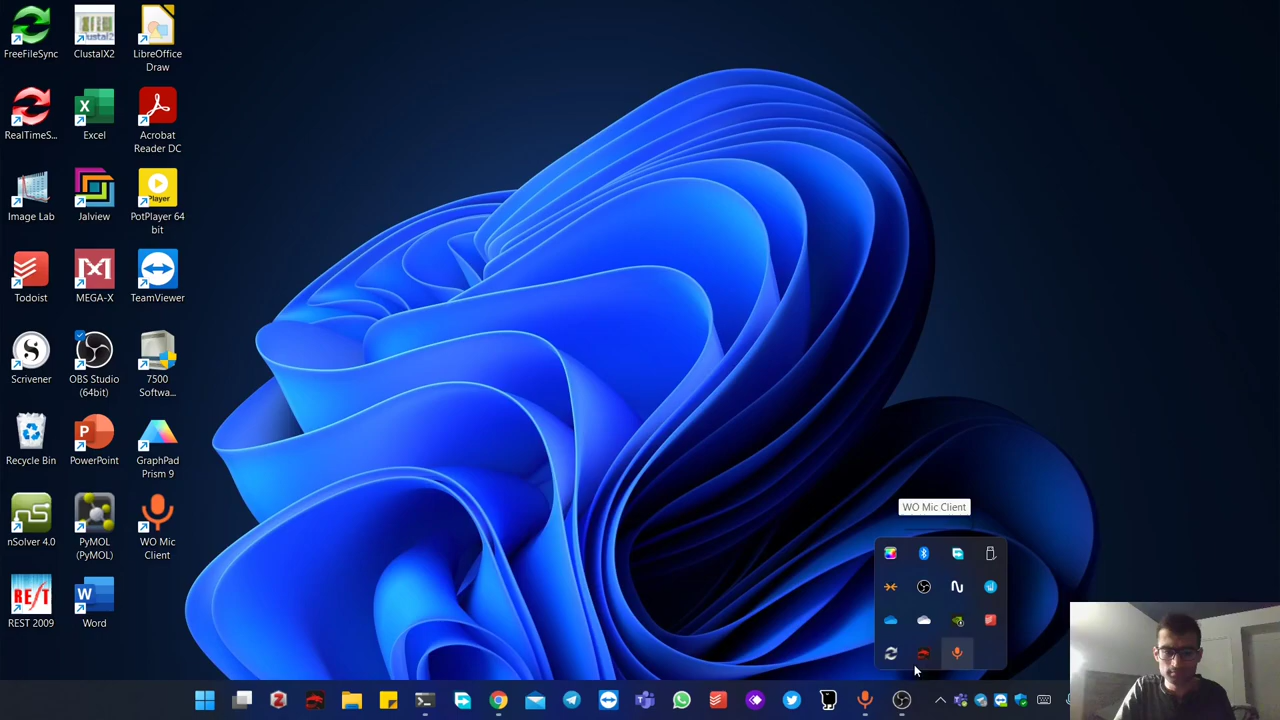 FreeFileSync
ClustalX2
LibreOffice
Draw
RealTimeS...
Excel
Acrobat
Reader DC
Image Lab
Jalview
Player
PotPlayer 64
bit
Todoist
MEGA-X
TeamViewer
Scrivener
OBS Studio
(64bit)
7500
Softwa...
Recycle Bin
PowerPoint
GraphPad
Prism 9
nSolver 4.0
PyMOL
(PyMOL)
WO Mic
Client
REST
REST 2009
Word
WO Mic Client